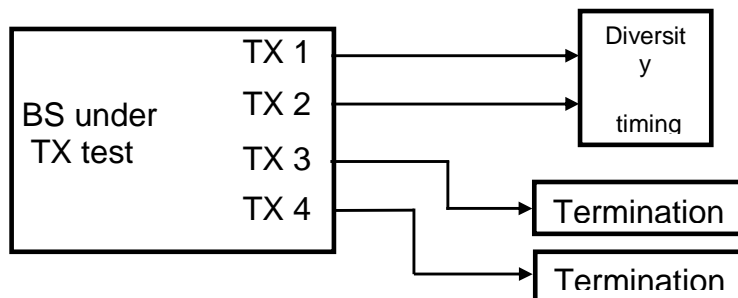 BS under
TX test
TX 1
TX 2
TX 3
TX 4
Diversit
y
timing
Termination
Termination